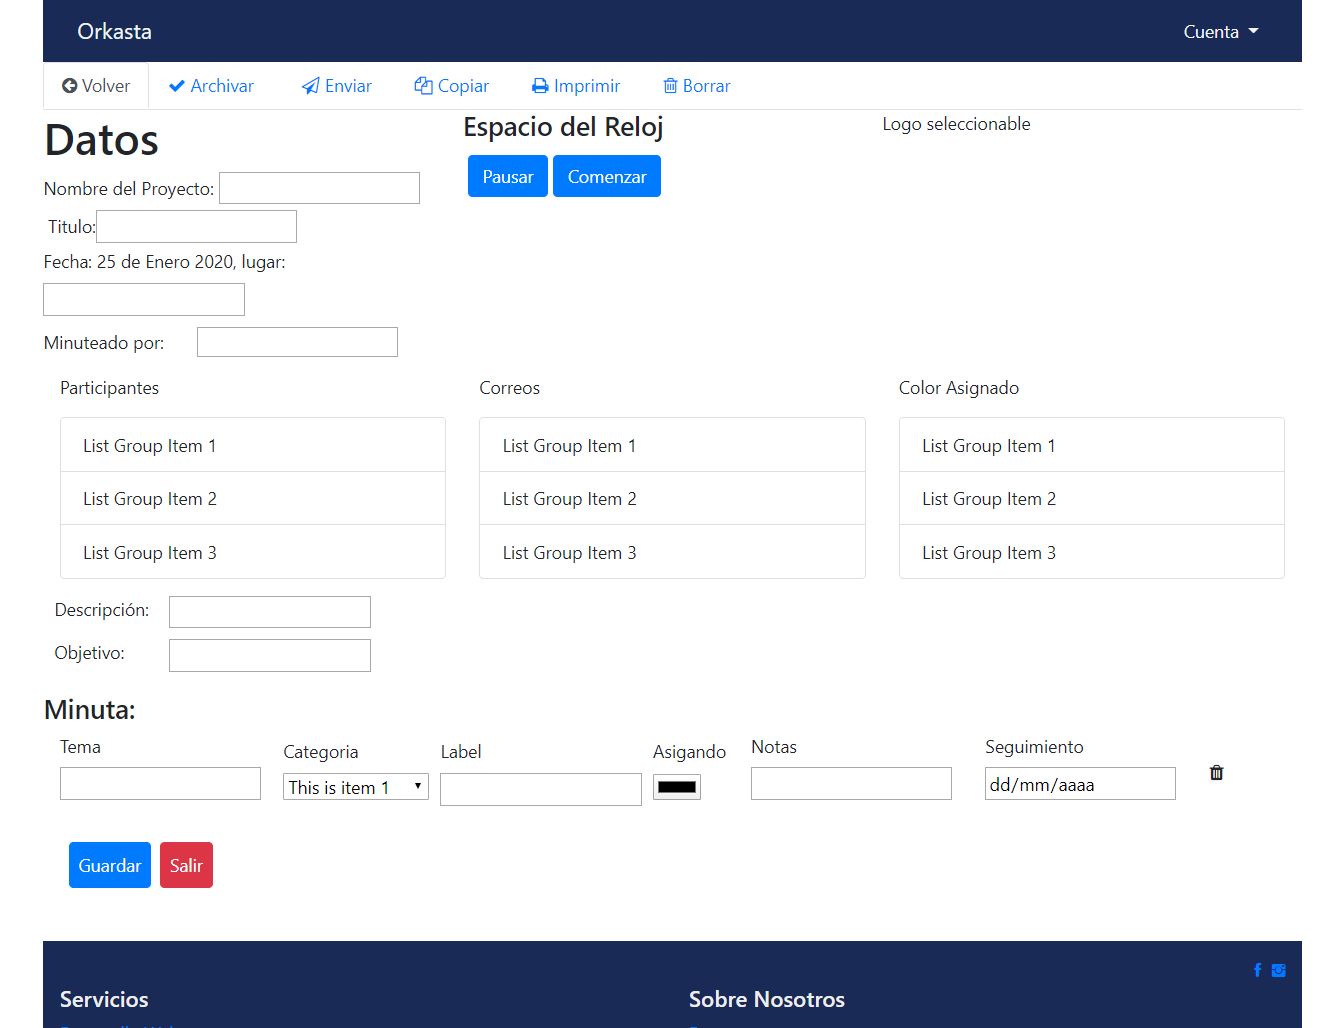 Orkasta Cuenta
Volver Archivar Enviar Copiar Imprimir Borrar
Datos
Espacio del Reloj
Logo seleccionable
Pausar Comenzar
Nombre del Proyecto:
Titulo:
Fecha: 25 de Enero 2020, lugar:
Minuteado por:
Participantes Correos Color Asignado
List Group Item 1 List Group Item 1 List Group Item 1
List Group Item 2 List Group Item 2 List Group Item 2
List Group Item 3 List Group Item 3 List Group Item 3
Descripción:
Objetivo:
Minuta:
Tema Categoria Label Asigando Notas Seguimiento
This is item 1 dd/mm/aaaa
Guardar Salir
Servicios Sobre Nosotros